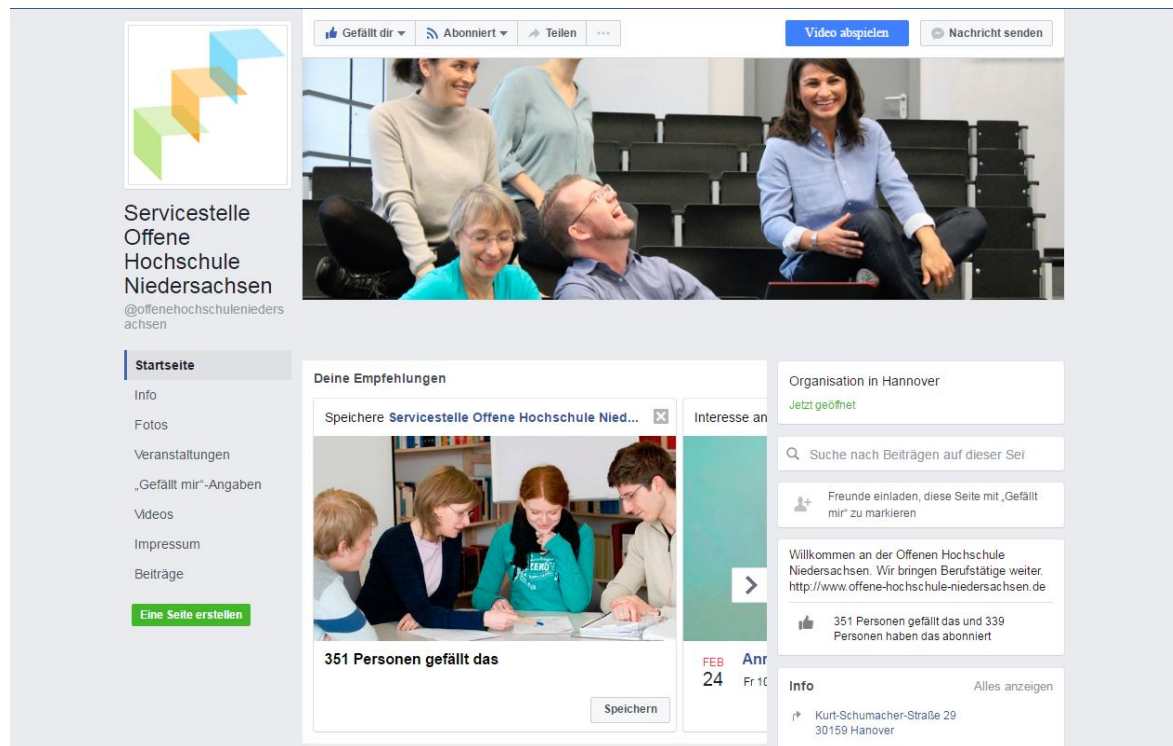 Gefällt dir
Abonniert
Teilen
Video abspielen
Nachricht senden
Servicestelle
Offene
Hochschule
Niedersachsen
@offenehochschulenieders
achsen
Startseite
Info
Fotos
Veranstaltungen
„Gefällt mir“-Angaben
Videos
Impressum
Beiträge
Eine Seite erstellen
Deine Empfehlungen
Speichere Servicestelle Offene Hochschule Nied...
351 Personen gefällt das
Speichern
Interesse an
FEB
24
Anr
Fr 10
Organisation in Hannover
Jetzt geöffnet
Suche nach Beiträgen auf dieser Sei
Freunde einladen, diese Seite mit „Gefällt
mir“ zu markieren
Willkommen an der Offenen Hochschule
Niedersachsen. Wir bringen Berufstätige weiter.
http://www.offene-hochschule-niedersachsen.de
351 Personen gefällt das und 339
Personen haben das abonniert
Info
Alles anzeigen
Kurt-Schumacher-Straße 29
30159 Hanover